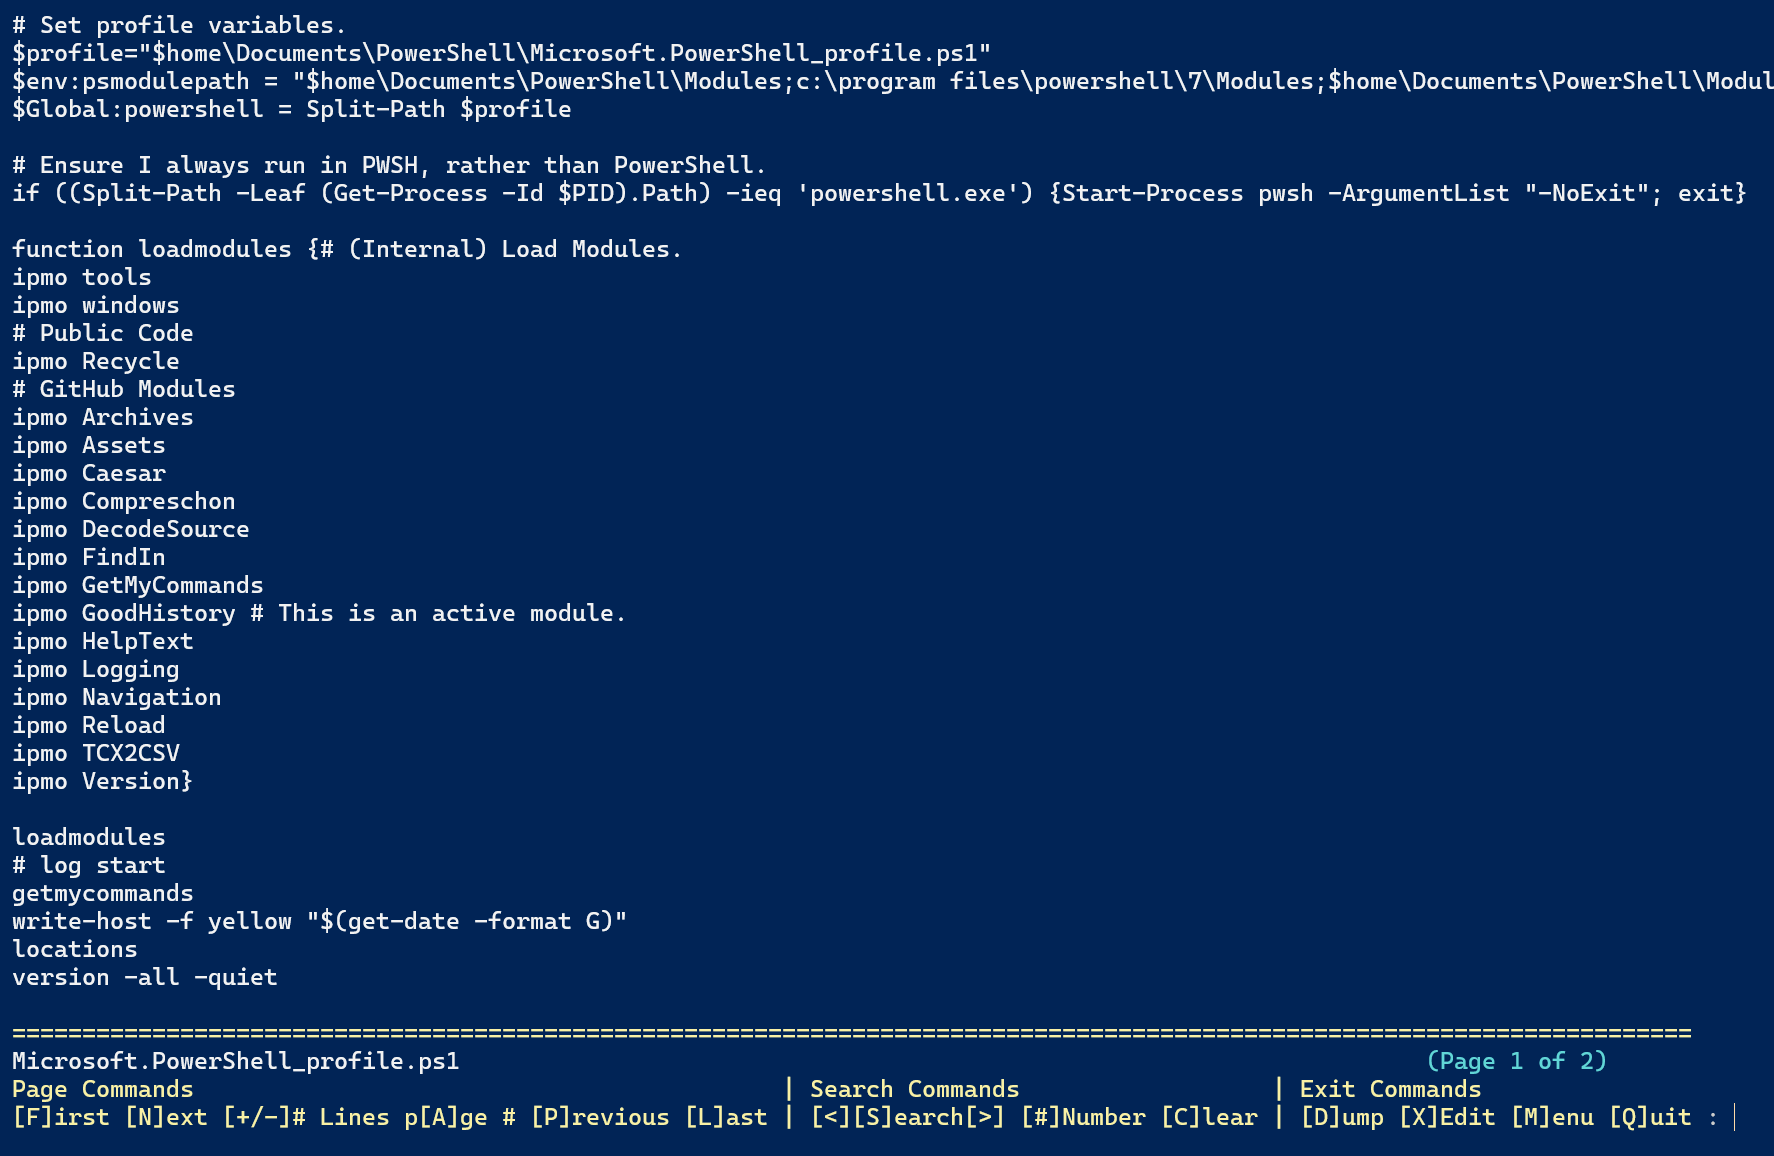 # Set profile variables.
$profile="$home\Documents\PowerShell\Microsoft.PowerShell_profile.ps1"
$env:psmodulepath = "$home\Documents\PowerShell\Modules;c:\program files\powershell\7\Modules;$home\Documents\PowerShell\Modul
$Global:powershell = Split-Path $profile

# Ensure I always run in PWSH, rather than PowerShell.
if ((Split-Path -Leaf (Get-Process -Id $PID).Path) -ieq 'powershell.exe') {Start-Process pwsh -ArgumentList "-NoExit"; exit}

function loadmodules {# (Internal) Load Modules.
ipmo tools
ipmo windows
# Public Code
ipmo Recycle
# GitHub Modules
ipmo Archives
ipmo Assets
ipmo Caesar
ipmo Compreschon
ipmo DecodeSource
ipmo FindIn
ipmo GetMyCommands
ipmo GoodHistory # This is an active module.
ipmo HelpText
ipmo Logging
ipmo Navigation
ipmo Reload
ipmo TCX2CSV
ipmo Version}

loadmodules
# log start
getmycommands
write-host -f yellow "$(get-date -format G)"
locations
version -all -quiet

========================================================================================================================
Microsoft.PowerShell_profile.ps1 (Page 1 of 2)
Page Commands | Search Commands | Exit Commands
[F]irst [N]ext [+/-]# Lines p[A]ge # [P]revious [L]ast | [<][S]earch[>] [#]Number [C]lear | [D]ump [X]Edit [M]enu [Q]uit :